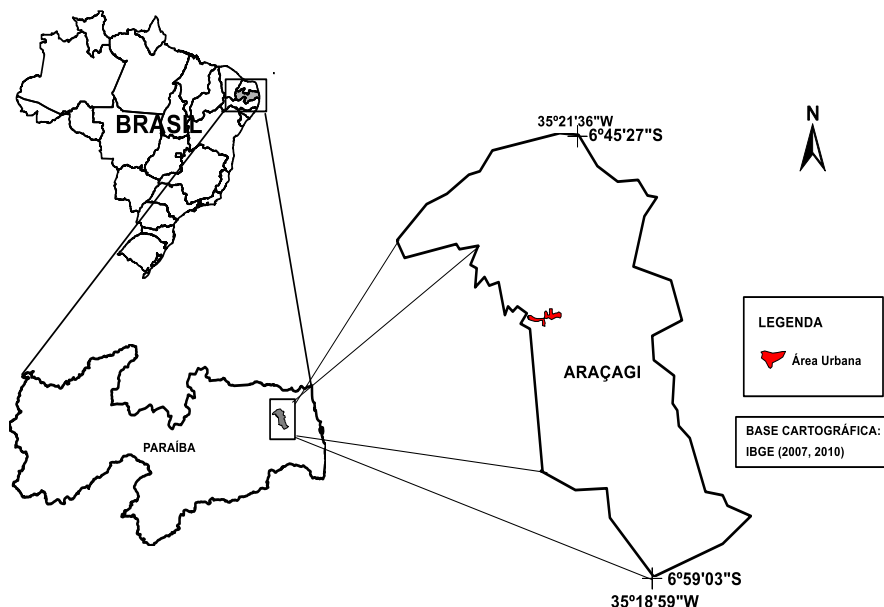 BRASIL
35º21'36"W
6º45'27"S
N
LEGENDA
Área Urbana
ARAÇAGI
BASE CARTOGRÁFICA:
IBGE (2007, 2010)
PARAÍBA
6º59'03"S
35º18'59"W